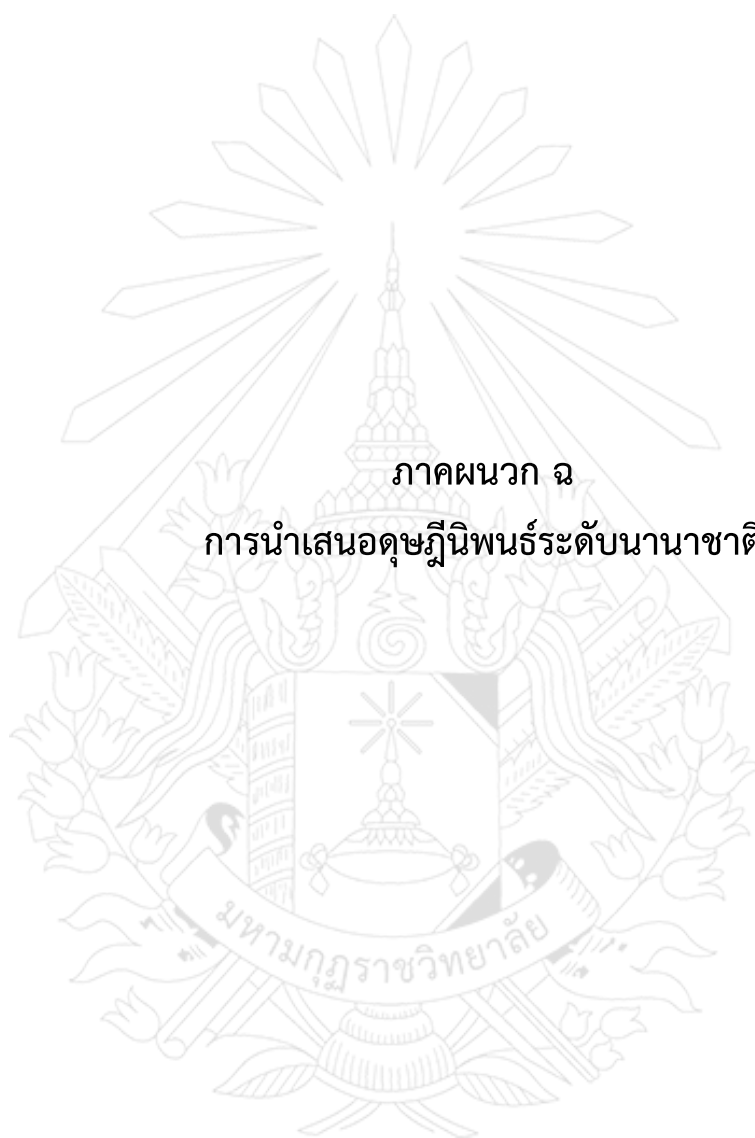 ภาคผนวก ฉ
การนำเสนอดุษฎีนิพนธ์ระดับนานาชาติ
มหามกุฏราชวิทยาลัย